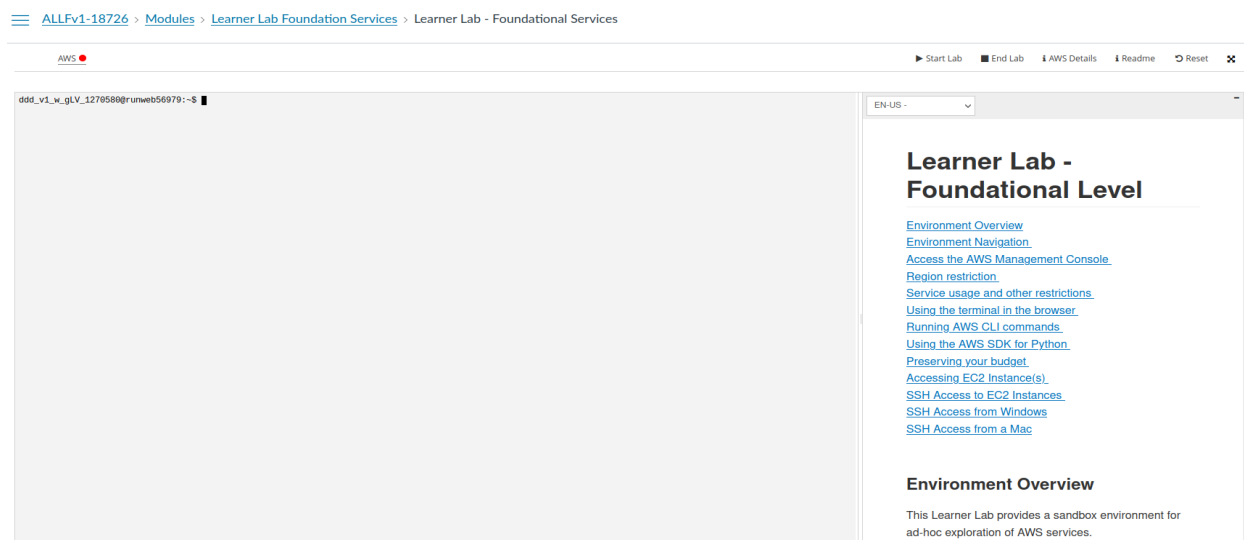 ALLFv1-18726 > Modules > Learner Lab Foundation Services > Learner Lab - Foundational Services
AWS
Start Lab End Lab AWS Details Readme Reset
ddd_v1_w_gLV_1270580@runweb56979:~$
EN-US -
Learner Lab -
Foundational Level
Environment Overview
Environment Navigation
Access the AWS Management Console
Region restriction
Service usage and other restrictions
Using the terminal in the browser
Running AWS CLI commands
Using the AWS SDK for Python
Preserving your budget
Accessing EC2 Instance(s)
SSH Access to EC2 Instances
SSH Access from Windows
SSH Access from a Mac
Environment Overview
This Learner Lab provides a sandbox environment for
ad-hoc exploration of AWS services.